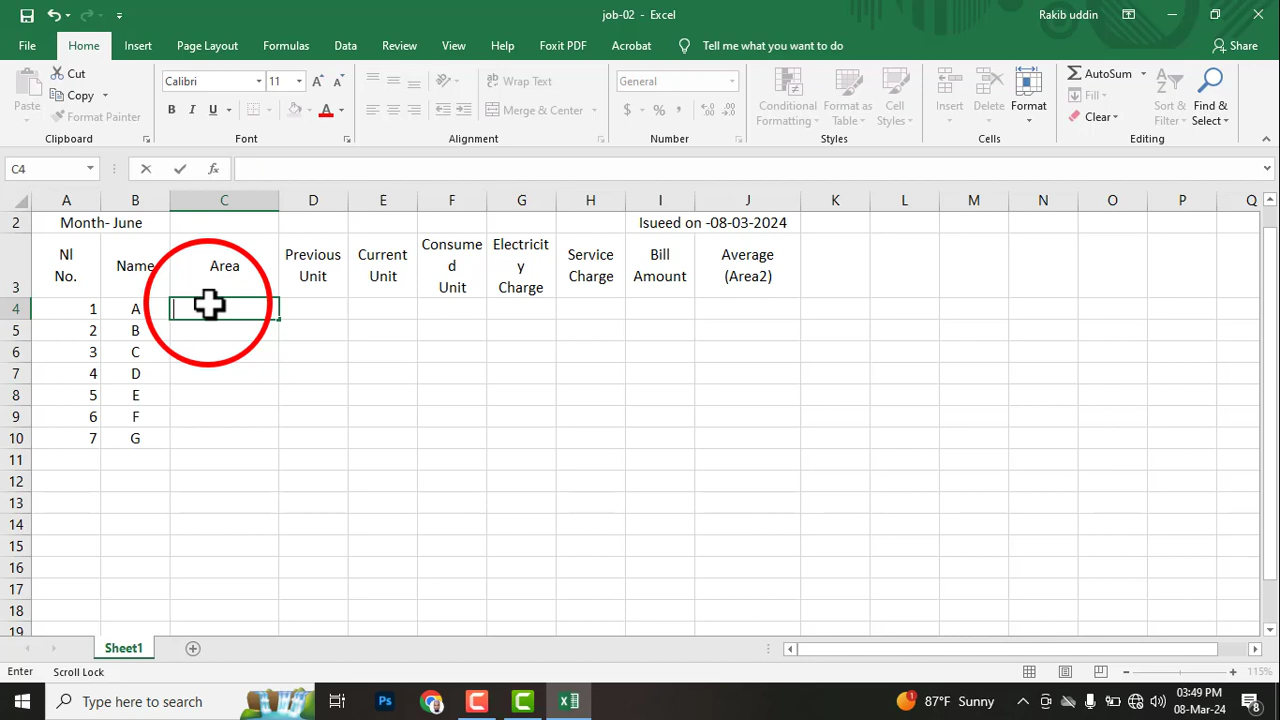 job-02 - Excel
Rakib uddin
File Home Insert Page Layout Formulas Data Review View Help Foxit PDF Acrobat Tell me what you want to do Share
Paste
Cut
Copy
Format Painter
Clipboard
Calibri 11
B I U
Font
Wrap Text
Merge & Center
Alignment
General
$ % ,
Number
Conditional
Formatting
Format as
Table
Cell
Styles
Styles
Insert Delete Format
Cells
AutoSum
Fill
Clear
Sort &
Filter
Find &
Select
Editing
C4 fx
A B C D E F G H I J K L M N O P Q
2 Month- June Isueed on -08-03-2024
3
Nl
No.
Name
Area
Previous
Unit
Current
Unit
Consume
d
Unit
Electricit
y
Charge
Service
Charge
Bill
Amount
Average
(Area2)
4 1 A
5 2 B
6 3 C
7 4 D
8 5 E
9 6 F
10 7 G
11
12
13
14
15
16
17
18
19
Sheet1
Enter Scroll Lock 115%
Type here to search
Ps
87°F Sunny
03:49 PM
08-Mar-24
8